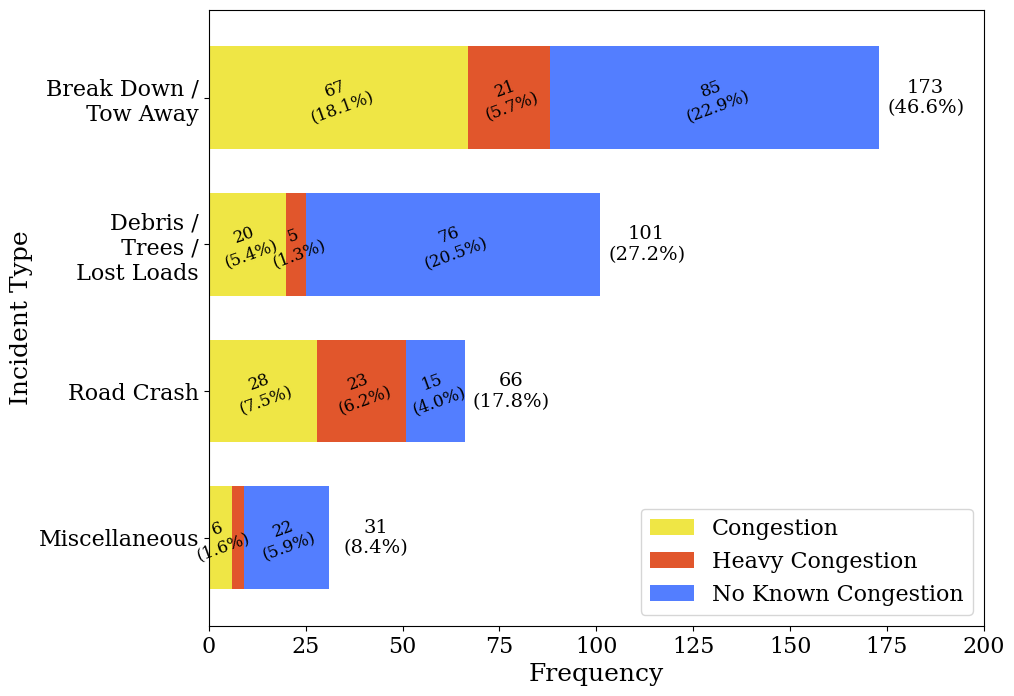 Break Down /
Tow Away
67
(18.1%)
21
(5.7%)
85
(22.9%)
173
(46.6%)
Debris /
Trees /
Lost Loads
20
(5.4%)
5
(1.3%)
76
(20.5%)
101
(27.2%)
Road Crash
28
(7.5%)
23
(6.2%)
15
(4.0%)
66
(17.8%)
Miscellaneous
6
(1.6%)
22
(5.9%)
31
(8.4%)
Incident Type
Congestion
Heavy Congestion
No Known Congestion
0 25 50 75 100 125 150 175 200
Frequency